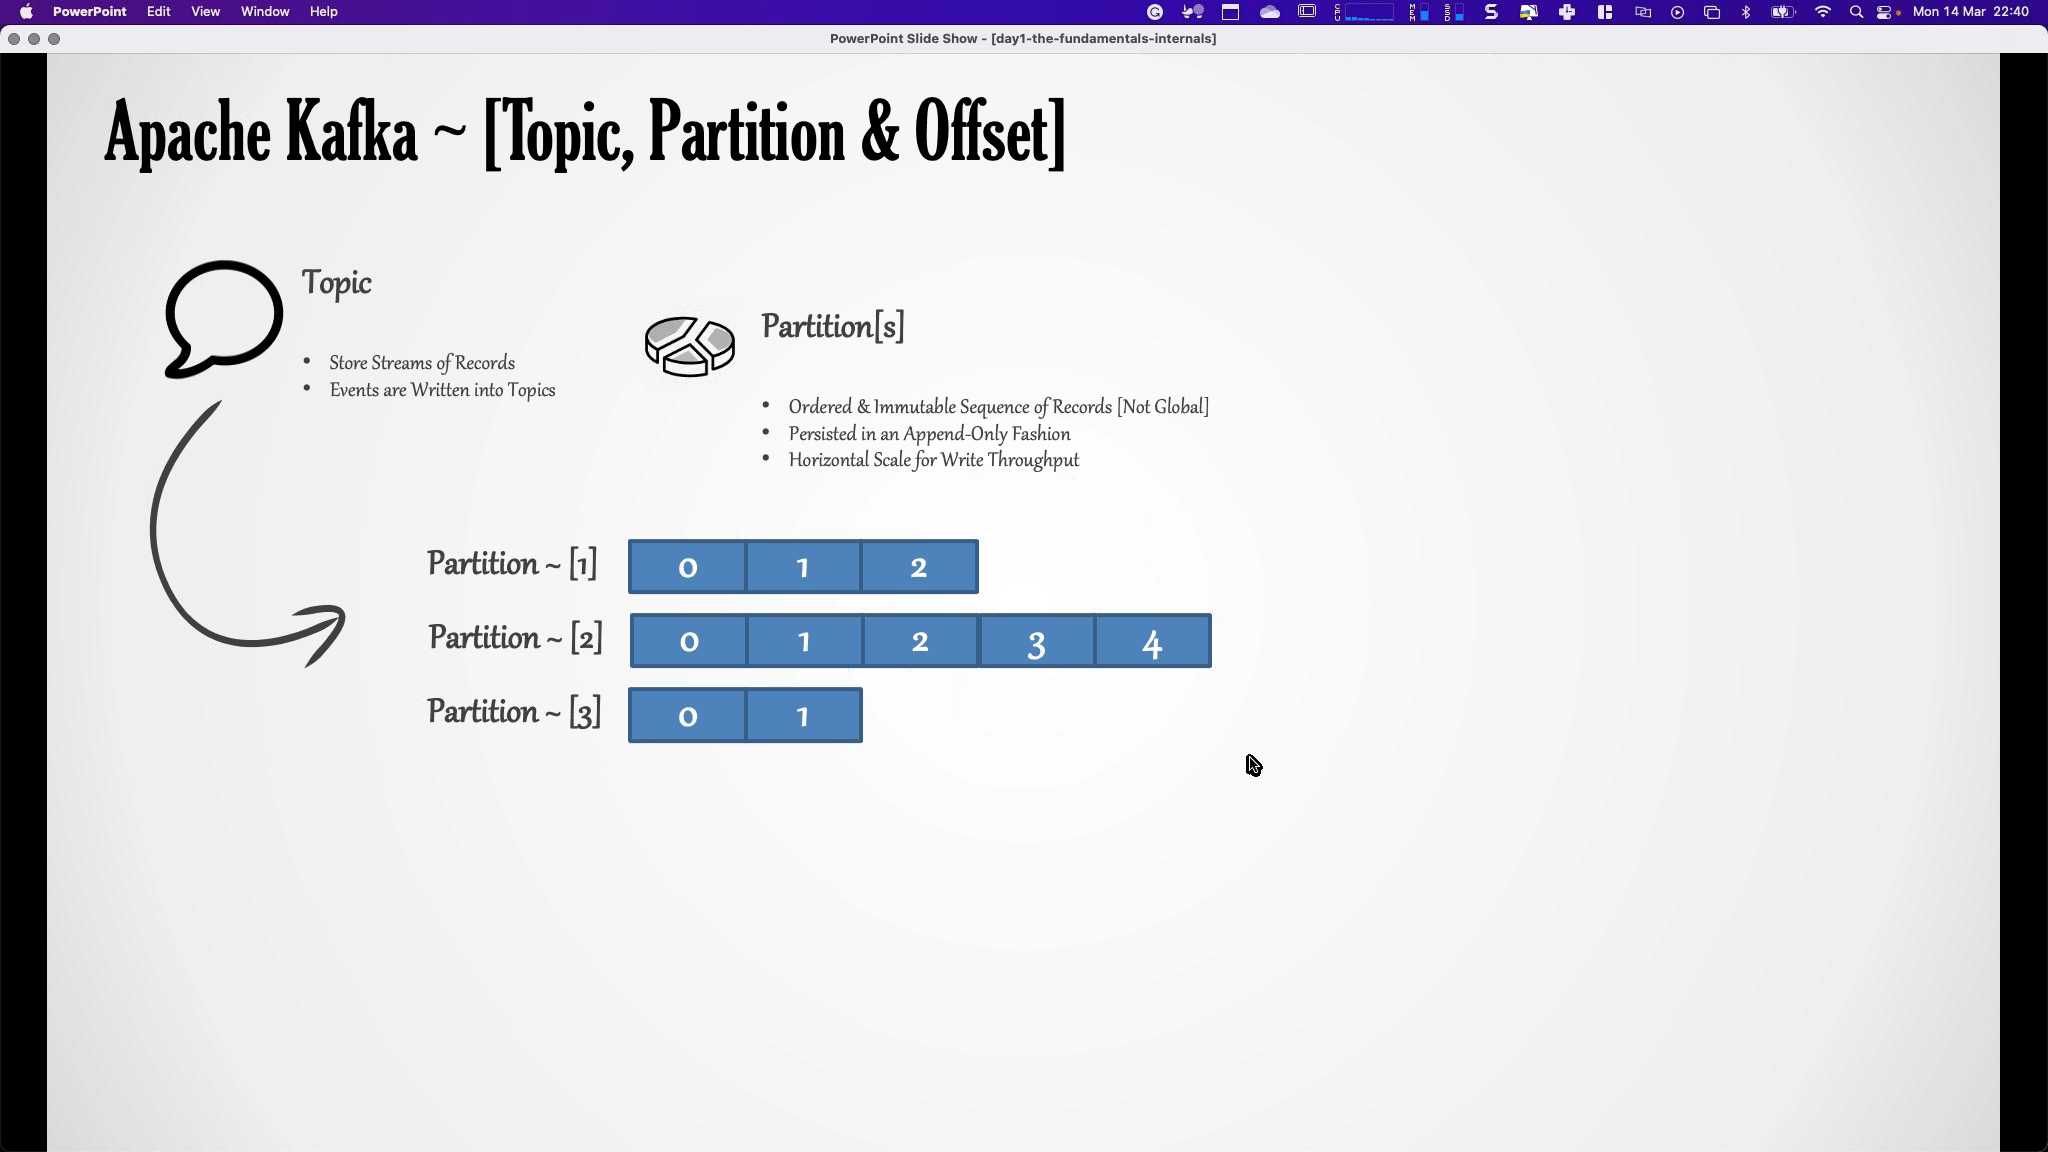 PowerPoint Edit View Window Help CPU MEM SSD Mon 14 Mar 22:40
PowerPoint Slide Show - [day1-the-fundamentals-internals]
Apache Kafka ~ [Topic, Partition & Offset]
Topic
• Store Streams of Records
• Events are Written into Topics
Partition[s]
• Ordered & Immutable Sequence of Records [Not Global]
• Persisted in an Append-Only Fashion
• Horizontal Scale for Write Throughput
Partition ~ [1] 0 1 2
Partition ~ [2] 0 1 2 3 4
Partition ~ [3] 0 1